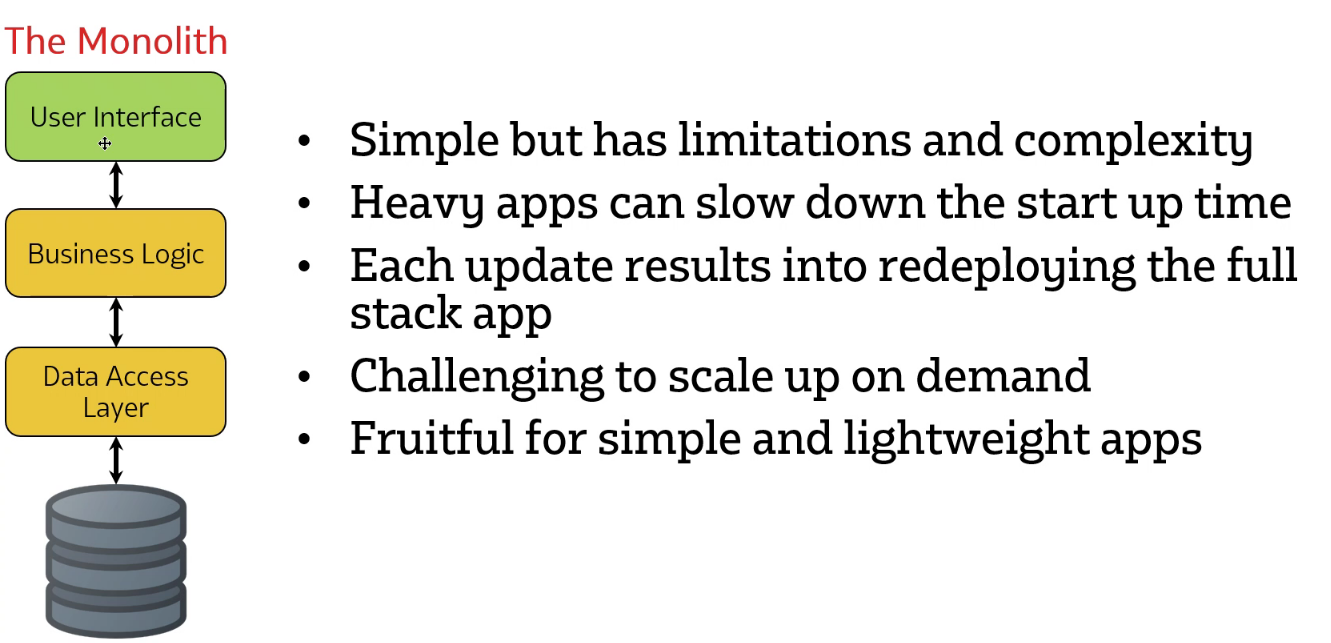 The Monolith
User Interface
Business Logic
Data Access
Layer
• Simple but has limitations and complexity
• Heavy apps can slow down the start up time
• Each update results into redeploying the full
stack app
• Challenging to scale up on demand
• Fruitful for simple and lightweight apps